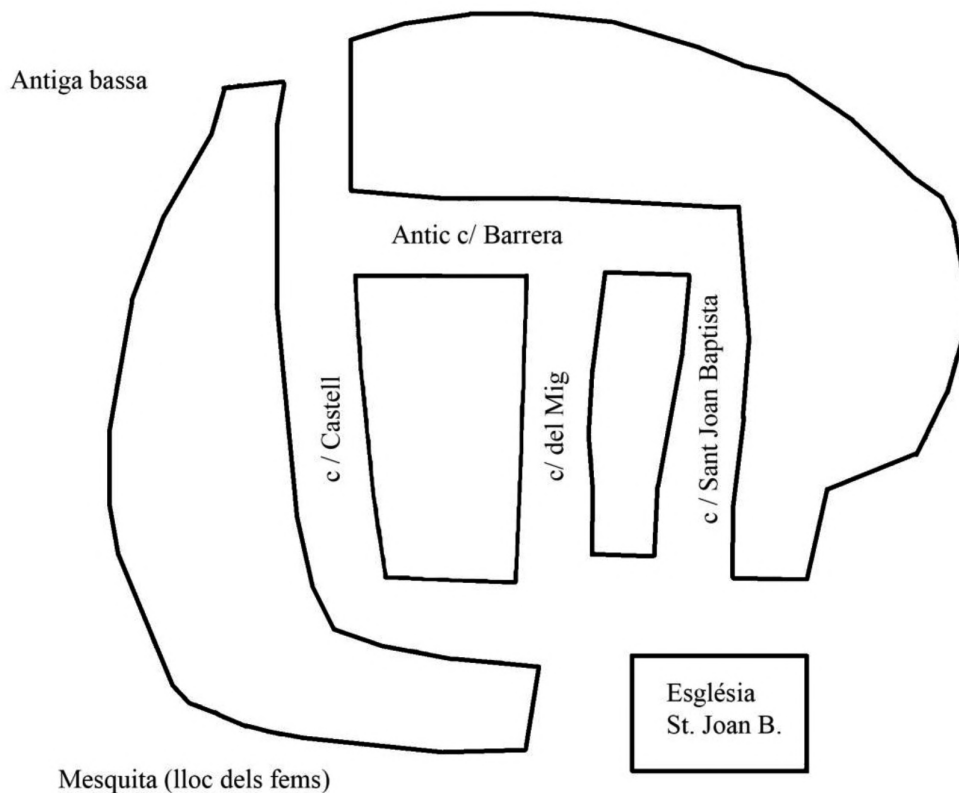 Antiga bassa
Antic c/ Barrera
c / Castell
c/ del Mig
c / Sant Joan Baptista
Església
St. Joan B.
Mesquita (lloc dels fems)